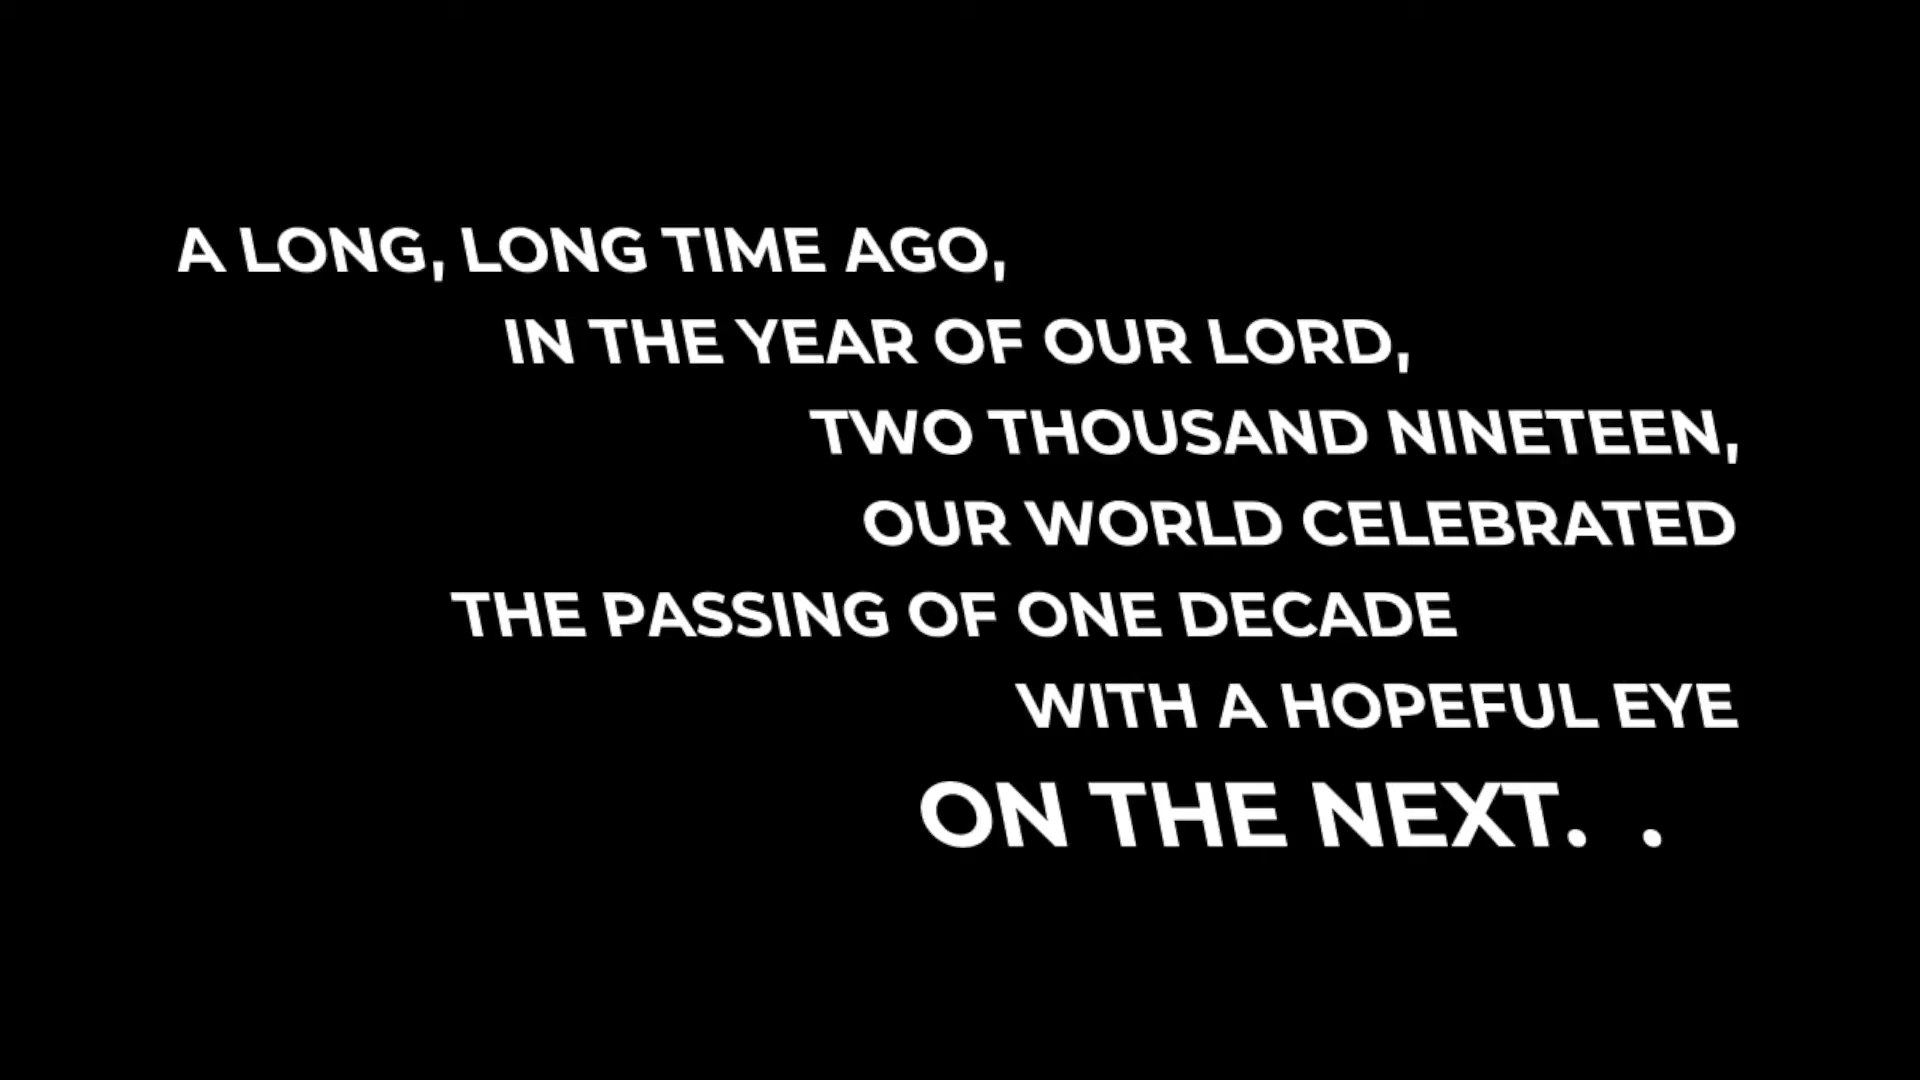 A LONG, LONG TIME AGO,
IN THE YEAR OF OUR LORD,
TWO THOUSAND NINETEEN,
OUR WORLD CELEBRATED
THE PASSING OF ONE DECADE
WITH A HOPEFUL EYE
ON THE NEXT. .